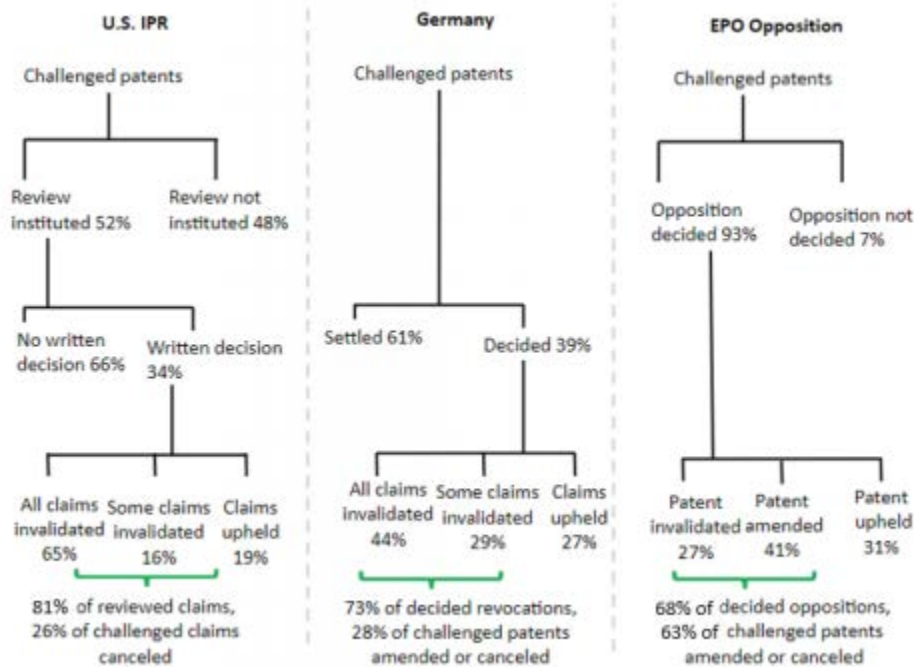 U.S. IPR
Challenged patents
Review
instituted 52%
Review not
instituted 48%
No written
decision 66%
Written decision
34%
All claims
invalidated
65%
Some claims
invalidated
16%
Claims
upheld
19%
81% of reviewed claims,
26% of challenged claims
canceled
Germany
Challenged patents
Settled 61%
Decided 39%
All claims
invalidated
44%
Some claims
invalidated
29%
Claims
upheld
27%
73% of decided revocations,
28% of challenged patents
amended or canceled
EPO Opposition
Challenged patents
Opposition
decided 93%
Opposition not
decided 7%
Patent
invalidated
27%
Patent
amended
41%
Patent
upheld
31%
68% of decided oppositions,
63% of challenged patents
amended or canceled